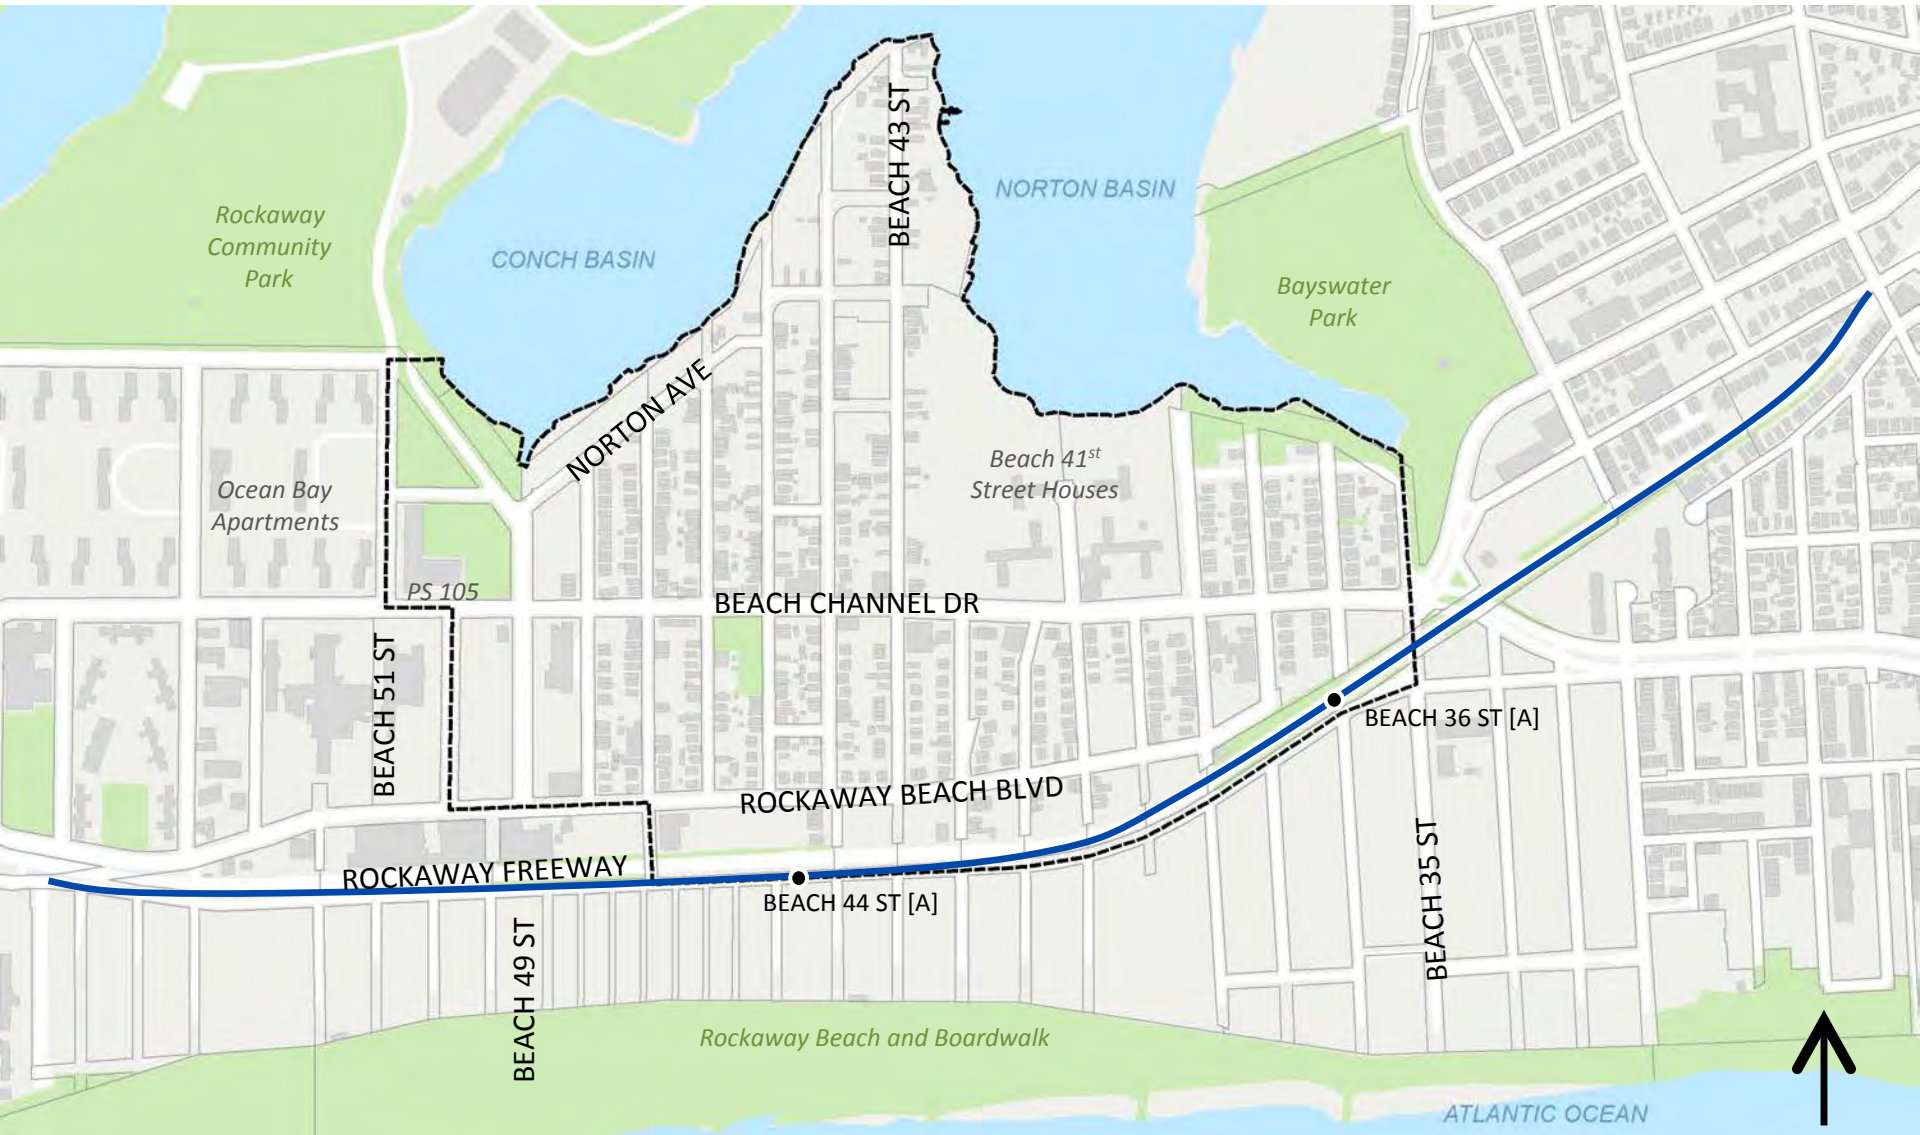 BEACH 43 ST
NORTON BASIN
Rockaway
Community
Park
CONCH BASIN
Bayswater
Park
NORTON AVE
Beach 41st
Street Houses
Ocean Bay
Apartments
PS 105
BEACH CHANNEL DR
BEACH 51 ST
BEACH 36 ST [A]
ROCKAWAY BEACH BLVD
ROCKAWAY FREEWAY
BEACH 44 ST [A]
BEACH 35 ST
BEACH 49 ST
Rockaway Beach and Boardwalk
ATLANTIC OCEAN